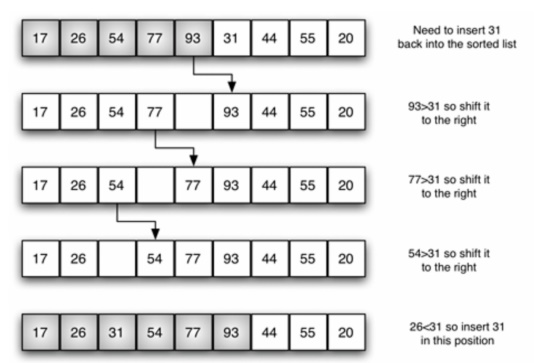 17 26 54 77 93 31 44 55 20
Need to insert 31
back into the sorted list
17 26 54 77 93 44 55 20
93>31 so shift it
to the right
17 26 54 77 93 44 55 20
77>31 so shift it
to the right
17 26 54 77 93 44 55 20
54>31 so shift it
to the right
17 26 31 54 77 93 44 55 20
26<31 so insert 31
in this position